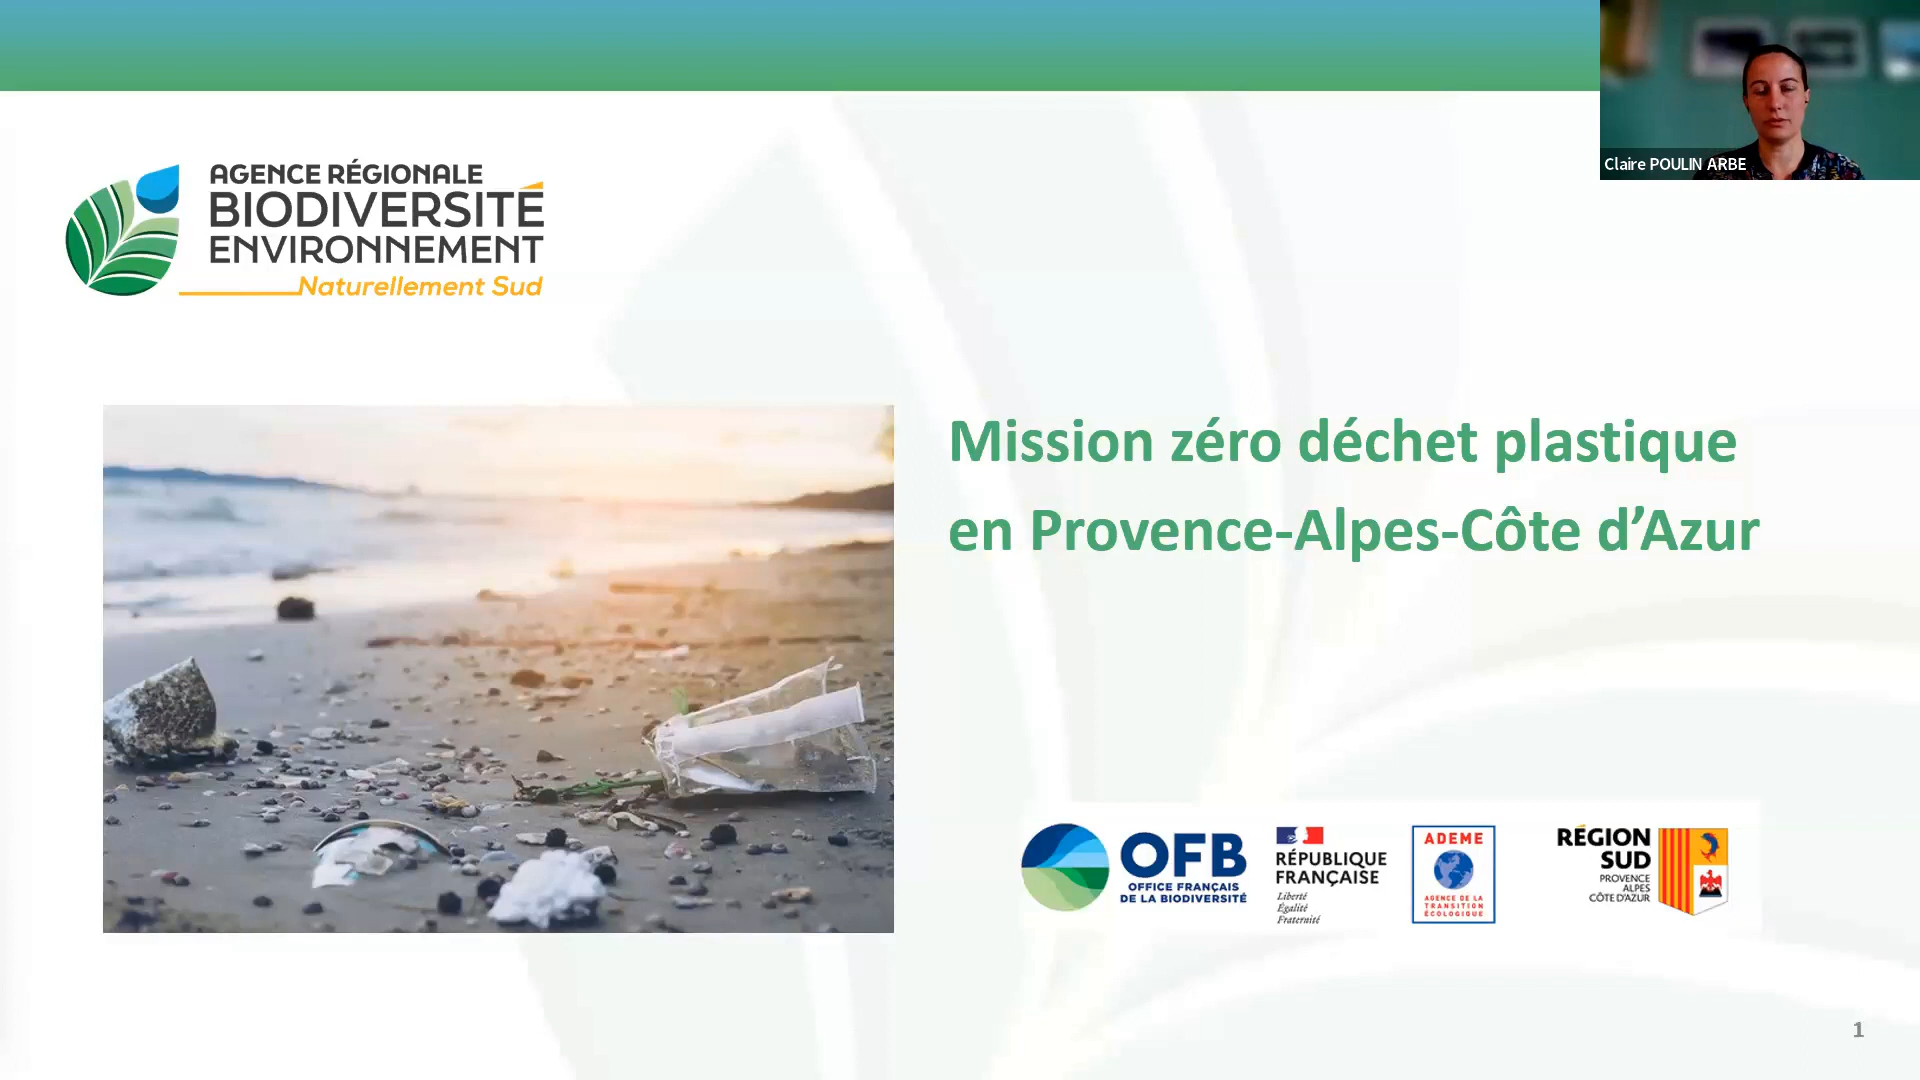 Claire POULIN ARBE
AGENCE RÉGIONALE
BIODIVERSITÉ
ENVIRONNEMENT
Naturellement Sud
Mission zéro déchet plastique
en Provence-Alpes-Côte d’Azur
OFB
OFFICE FRANÇAIS
DE LA BIODIVERSITÉ
RÉPUBLIQUE
FRANÇAISE
Liberté
Égalité
Fraternité
ADEME
AGENCE DE LA
TRANSITION
ÉCOLOGIQUE
RÉGION
SUD
PROVENCE
ALPES
CÔTE D'AZUR
1